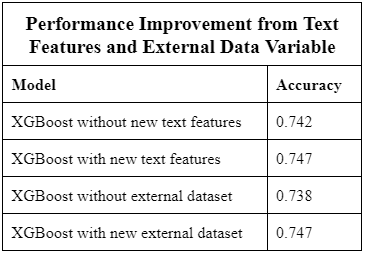 Performance Improvement from Text
Features and External Data Variable
Model Accuracy
XGBoost without new text features 0.742
XGBoost with new text features 0.747
XGBoost without external dataset 0.738
XGBoost with new external dataset 0.747